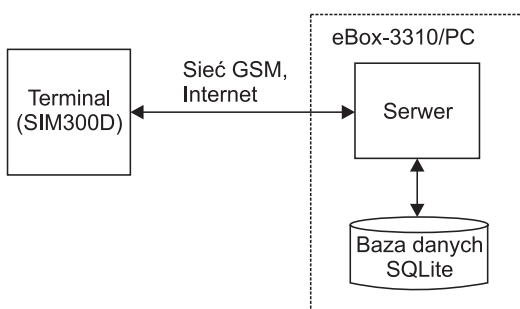 eBox-3310/PC
Sieć GSM,
Internet
Terminal
(SIM300D)
Serwer
Baza danych
SQLite